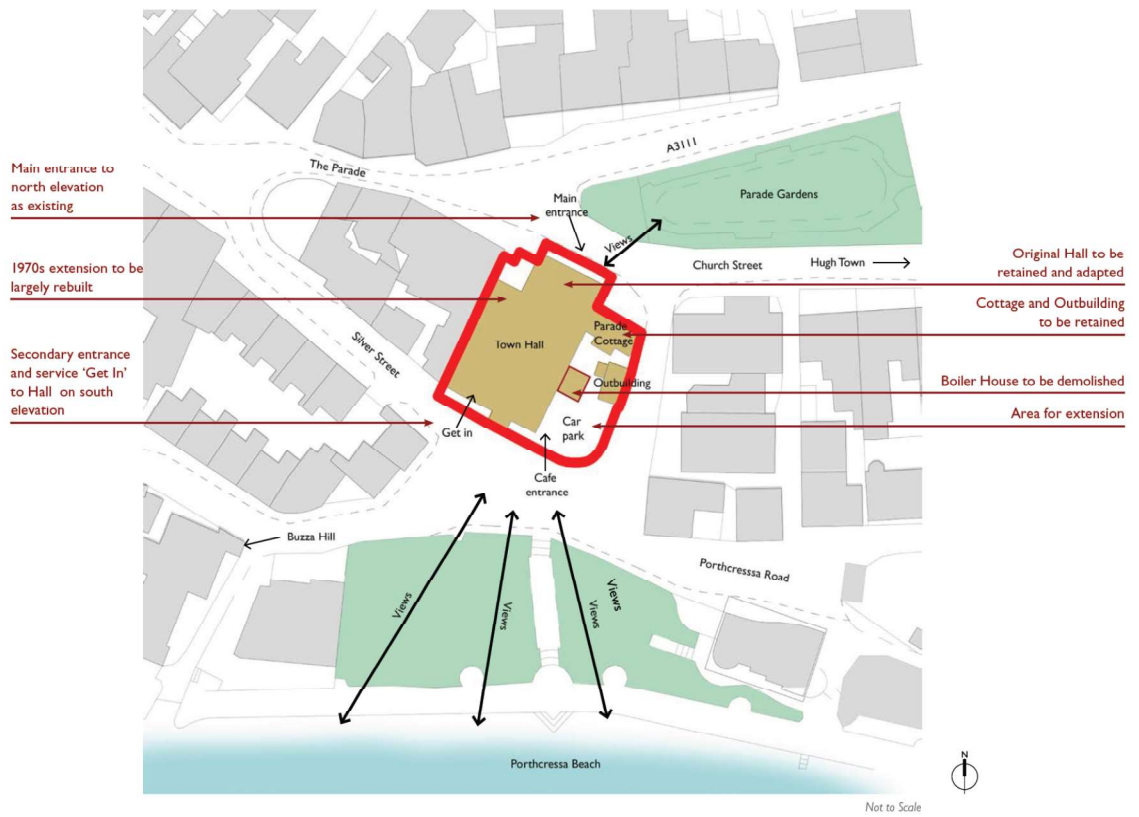 Main entrance to
north elevation
as existing
1970s extension to be
largely rebuilt
Secondary entrance
and service 'Get In'
to Hall on south
elevation
The Parade
A3111
Parade Gardens
Main
entrance
Views
Church Street
Hugh Town
Silver Street
Town Hall
Parade
Cottage
Outbuilding
Car
park
Get in
Cafe
entrance
Buzza Hill
Porthcresssa Road
Views
Views
Views
Views
Porthcressa Beach
Original Hall to be
retained and adapted
Cottage and Outbuilding
to be retained
Boiler House to be demolished
Area for extension
N
Not to Scale